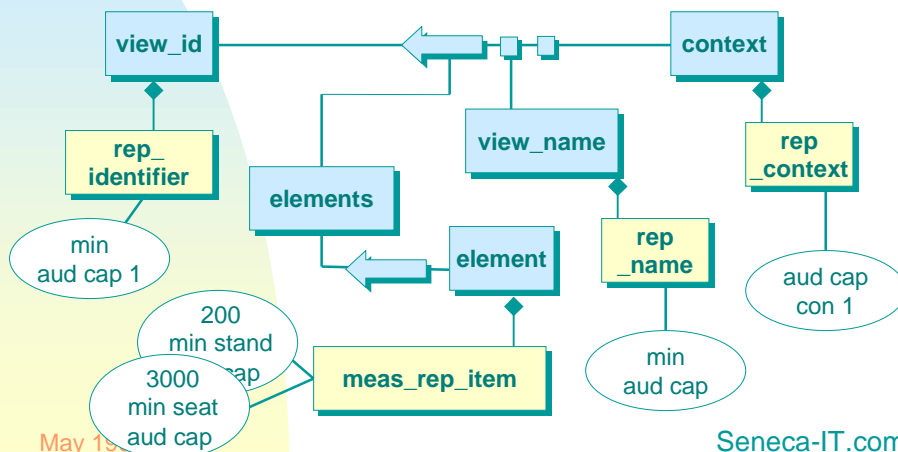 view_id
context
rep_
identifier
view_name
rep
_context
elements
min
aud cap 1
element
rep
_name
aud cap
con 1
200
min stand
cap
meas_rep_item
min
aud cap
3000
min seat
aud cap
May
Seneca-IT.com